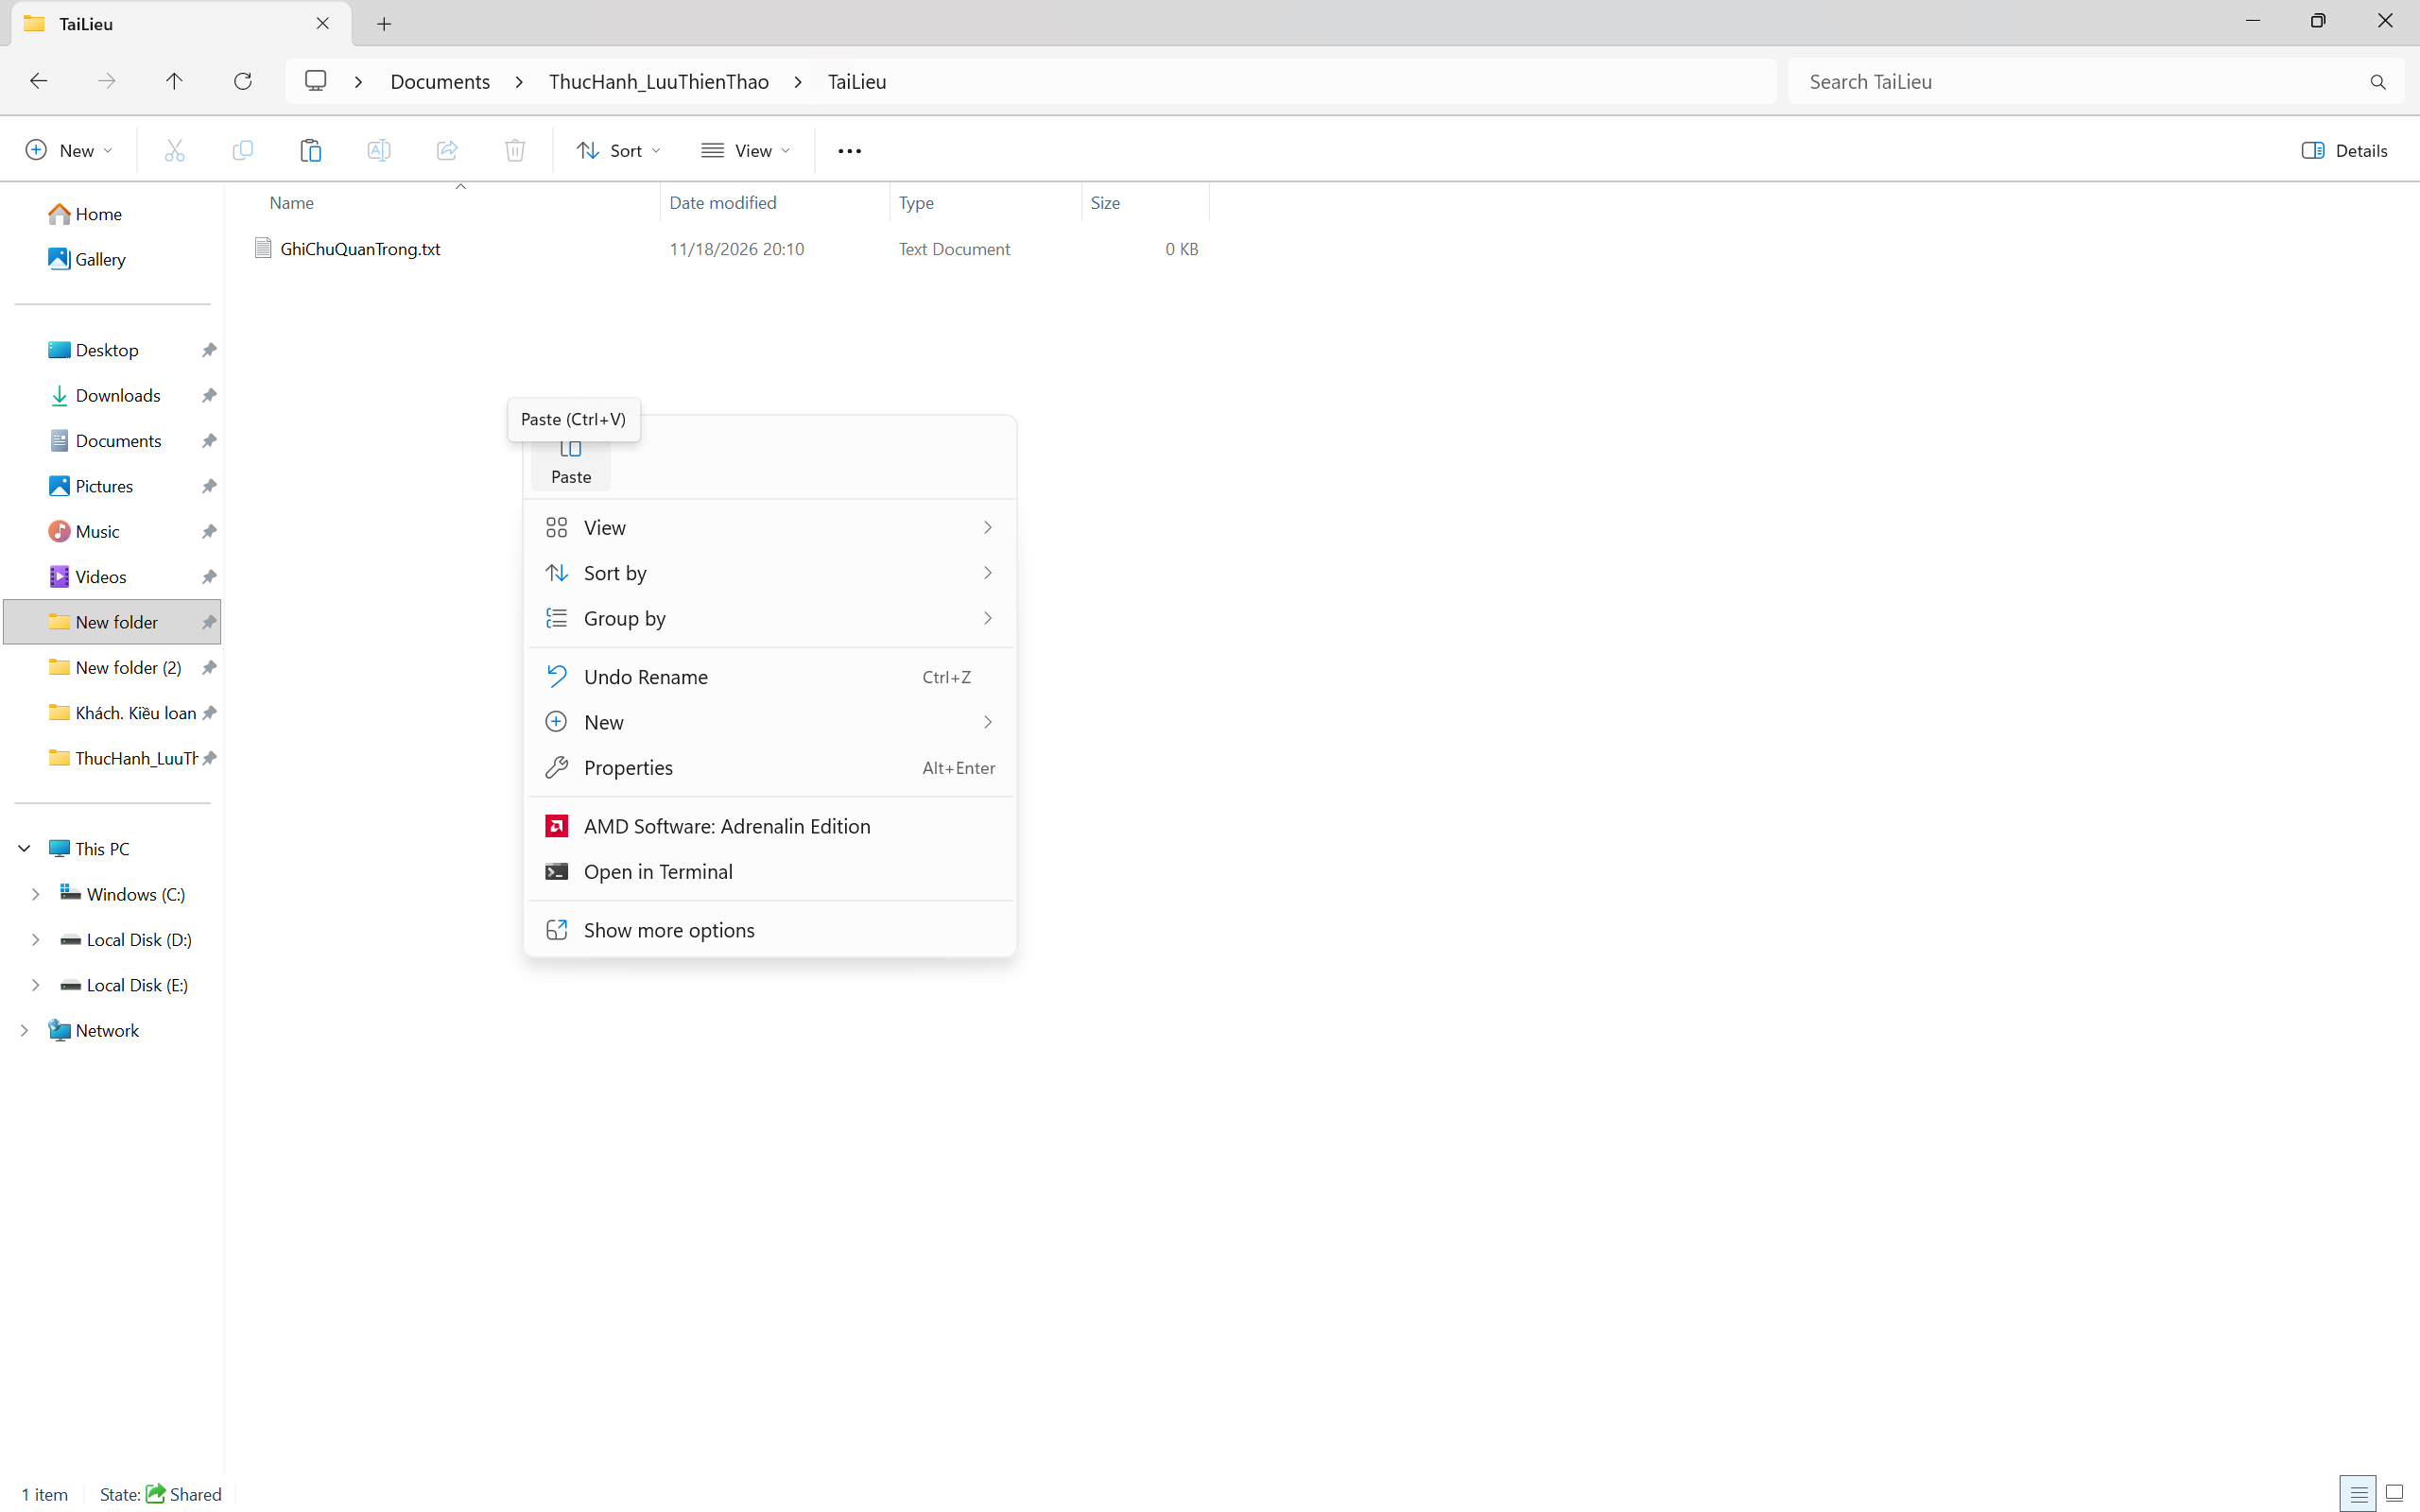 TaiLieu
Documents > ThucHanh_LuuThienThao > TaiLieu
Search TaiLieu
New
Sort
View
Details
Name
Date modified
Type
Size
GhiChuQuanTrong.txt
11/18/2026 20:10
Text Document
0 KB
Home
Gallery
Desktop
Downloads
Documents
Pictures
Music
Videos
New folder
New folder (2)
Khách. Kiều loan
ThucHanh_LuuTh
This PC
Windows (C:)
Local Disk (D:)
Local Disk (E:)
Network
Paste (Ctrl+V)
Paste
View
Sort by
Group by
Undo Rename Ctrl+Z
New
Properties Alt+Enter
AMD Software: Adrenalin Edition
Open in Terminal
Show more options
1 item
State: Shared